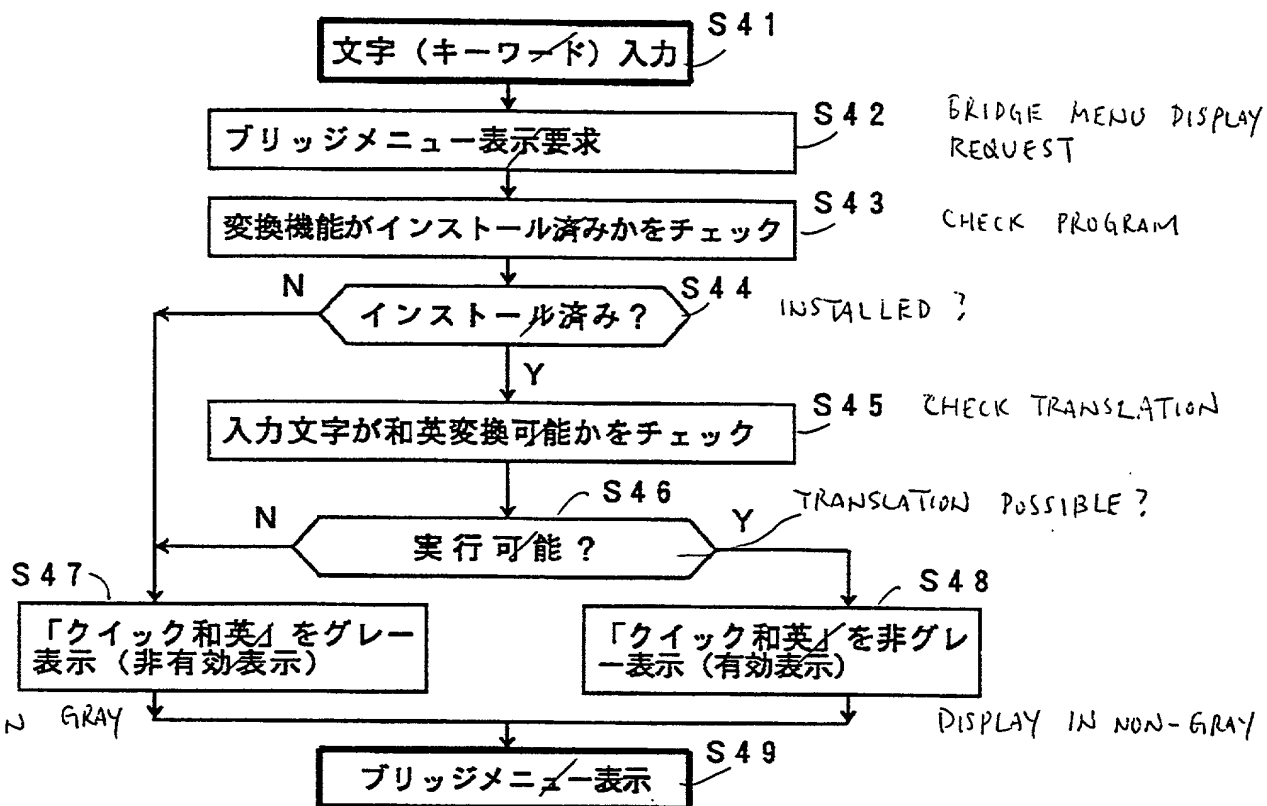 S41
文字（キーワード）入力
S42
ブリッジメニュー表示要求
BRIDGE MENU DISPLAY
REQUEST
S43
変換機能がインストール済みかをチェック
CHECK PROGRAM
N
S44
インストール済み？
INSTALLED ?
Y
S45
入力文字が和英変換可能かをチェック
CHECK TRANSLATION
S46
N
実行可能？
Y
TRANSLATION POSSIBLE ?
S47
「クイック和英」をグレー
表示（非有効表示）
S48
「クイック和英」を非グレ
ー表示（有効表示）
N GRAY
DISPLAY IN NON-GRAY
S49
ブリッジメニュー表示